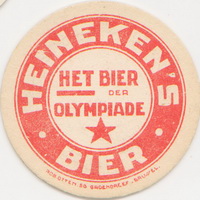 HEINEKEN'S
HET BIER
DER
OLYMPIADE
BIER